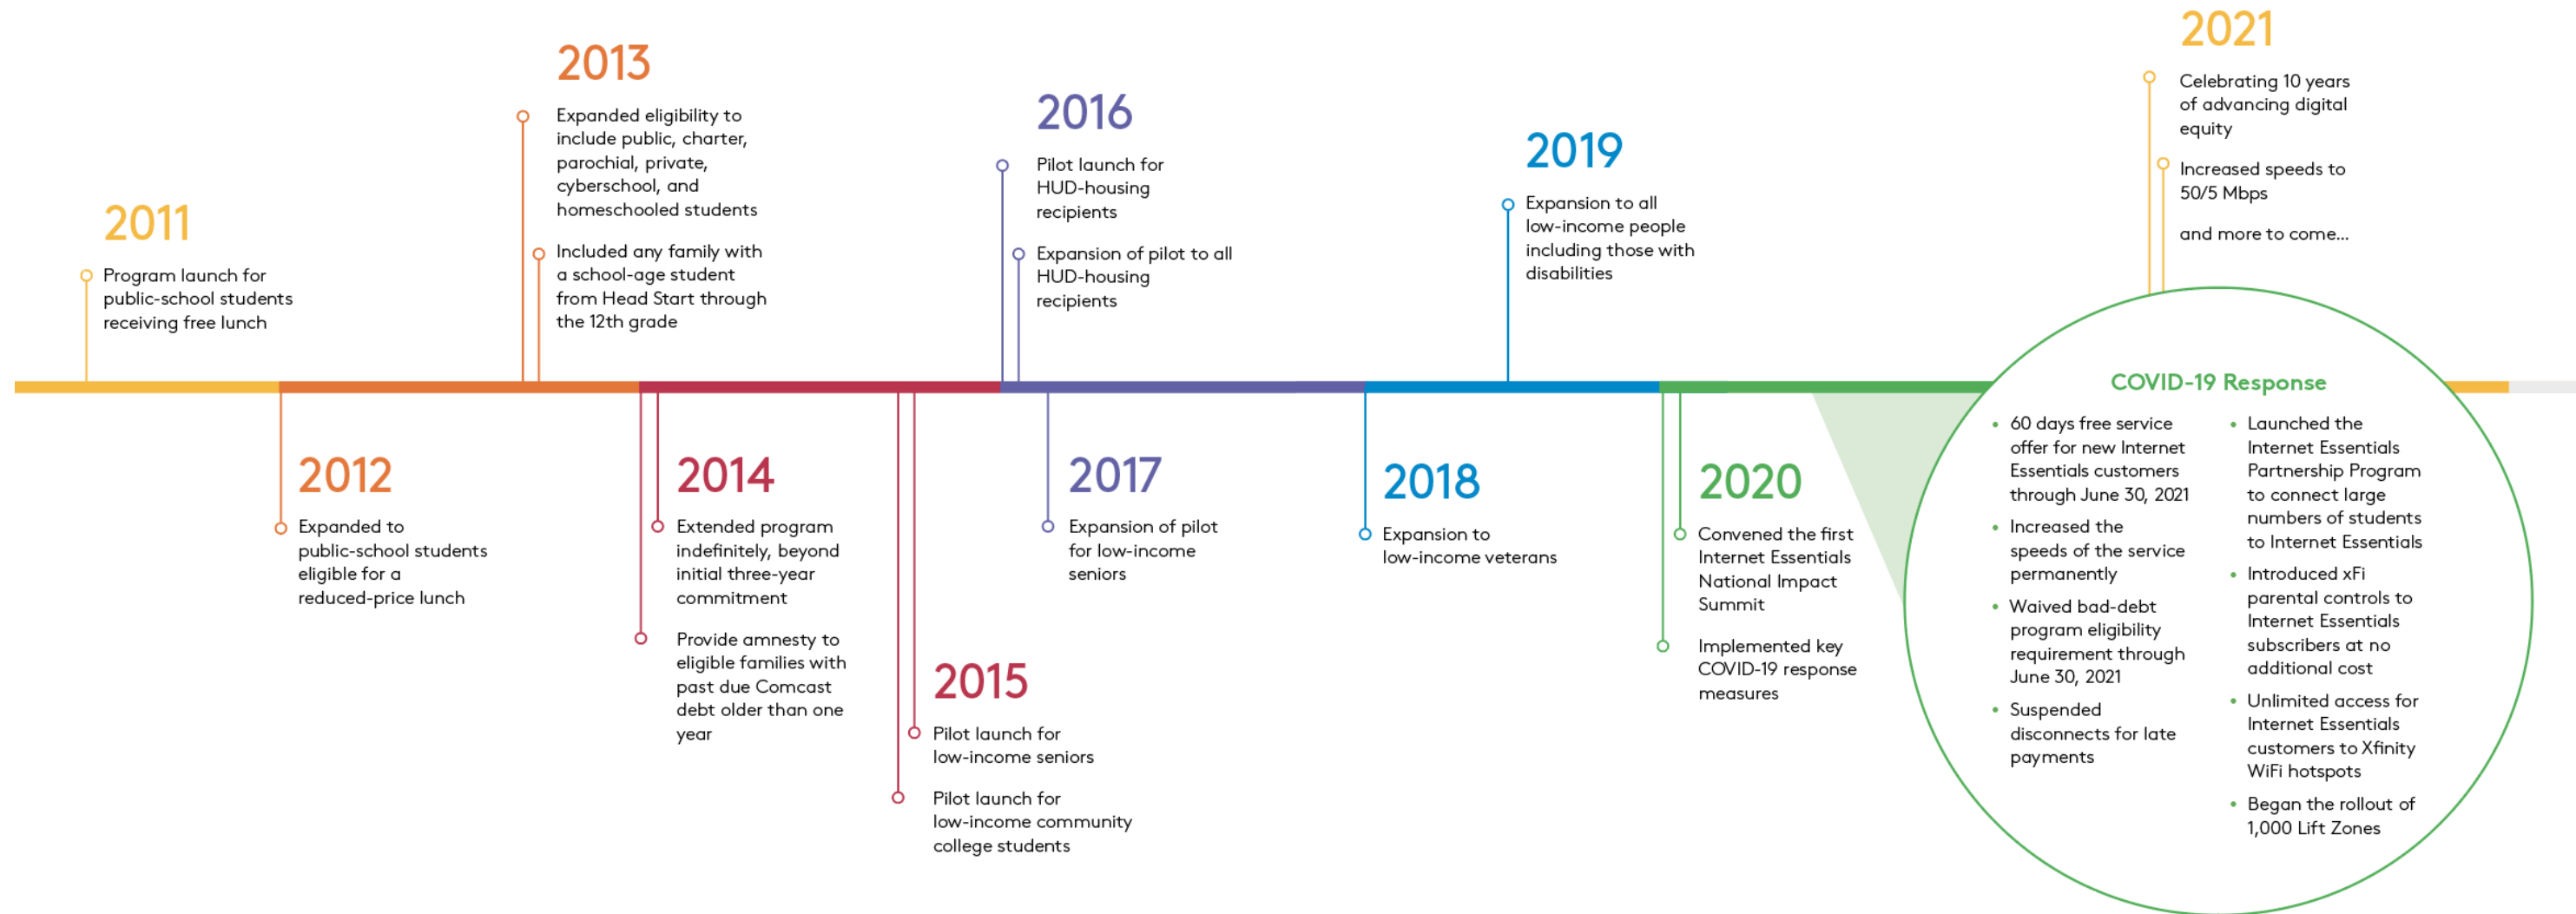 2011
Program launch for
public-school students
receiving free lunch
2012
Expanded to
public-school students
eligible for a
reduced-price lunch
2013
Expanded eligibility to
include public, charter,
parochial, private,
cyberschool, and
homeschooled students
Included any family with
a school-age student
from Head Start through
the 12th grade
2014
Extended program
indefinitely, beyond
initial three-year
commitment
Provide amnesty to
eligible families with
past due Comcast
debt older than one
year
2015
Pilot launch for
low-income seniors
Pilot launch for
low-income community
college students
2016
Pilot launch for
HUD-housing
recipients
Expansion of pilot to all
HUD-housing
recipients
2017
Expansion of pilot
for low-income
seniors
2018
Expansion to
low-income veterans
2019
Expansion to all
low-income people
including those with
disabilities
2020
Convened the first
Internet Essentials
National Impact
Summit
Implemented key
COVID-19 response
measures
2021
Celebrating 10 years
of advancing digital
equity
Increased speeds to
50/5 Mbps
and more to come...
COVID-19 Response
• 60 days free service
offer for new Internet
Essentials customers
through June 30, 2021
• Increased the
speeds of the service
permanently
• Waived bad-debt
program eligibility
requirement through
June 30, 2021
• Suspended
disconnects for late
payments
• Launched the
Internet Essentials
Partnership Program
to connect large
numbers of students
to Internet Essentials
• Introduced xFi
parental controls to
Internet Essentials
subscribers at no
additional cost
• Unlimited access for
Internet Essentials
customers to Xfinity
WiFi hotspots
• Began the rollout of
1,000 Lift Zones